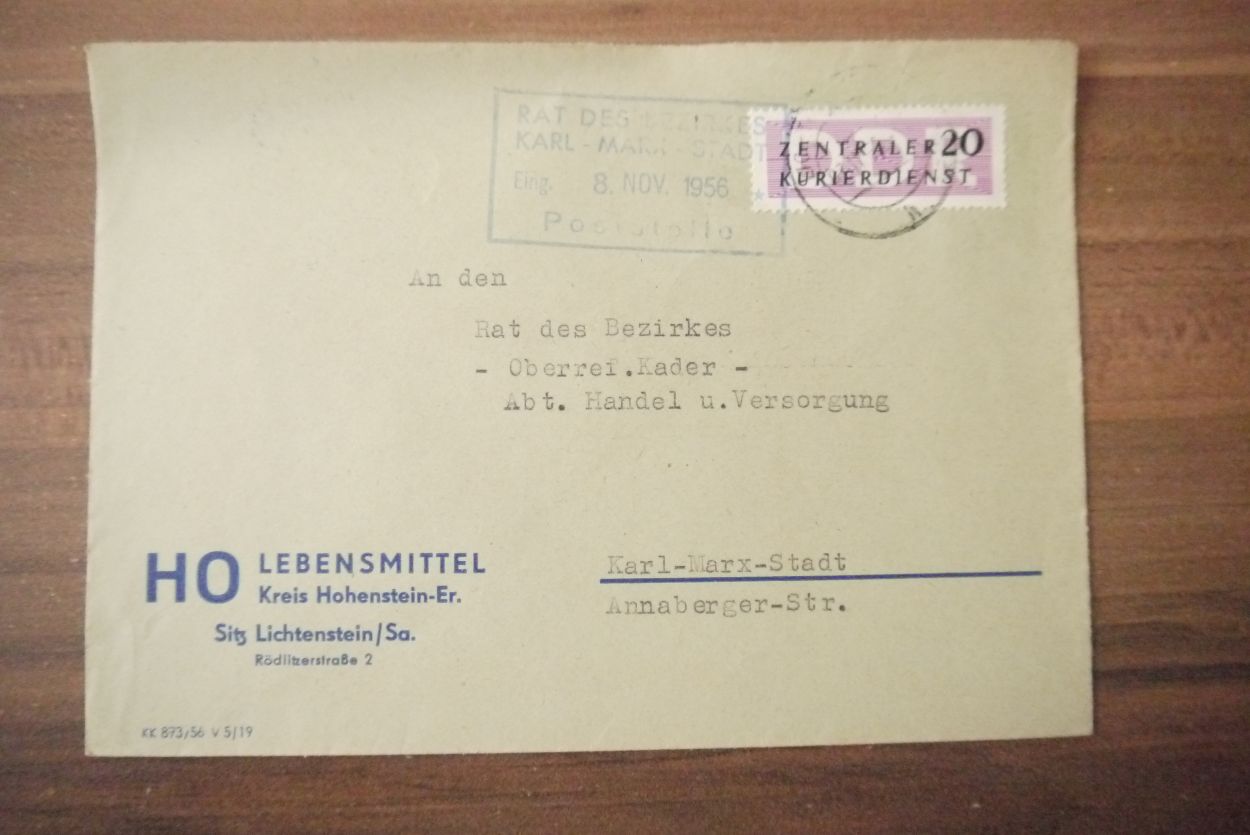 RAT DES BEZIRKES
KARL-MARX-STADT
Eing. 8. NOV. 1956 *
Poststelle
ZENTRALER 20
KURIERDIENST
An den
Rat des Bezirkes
- Oberref.Kader -
Abt. Handel u.Versorgung
HO LEBENSMITTEL
Kreis Hohenstein-Er.
Sitz Lichtenstein/Sa.
Rödlitzerstraße 2
Karl-Marx-Stadt
Annaberger-Str.
KK 873/56 V 5/19